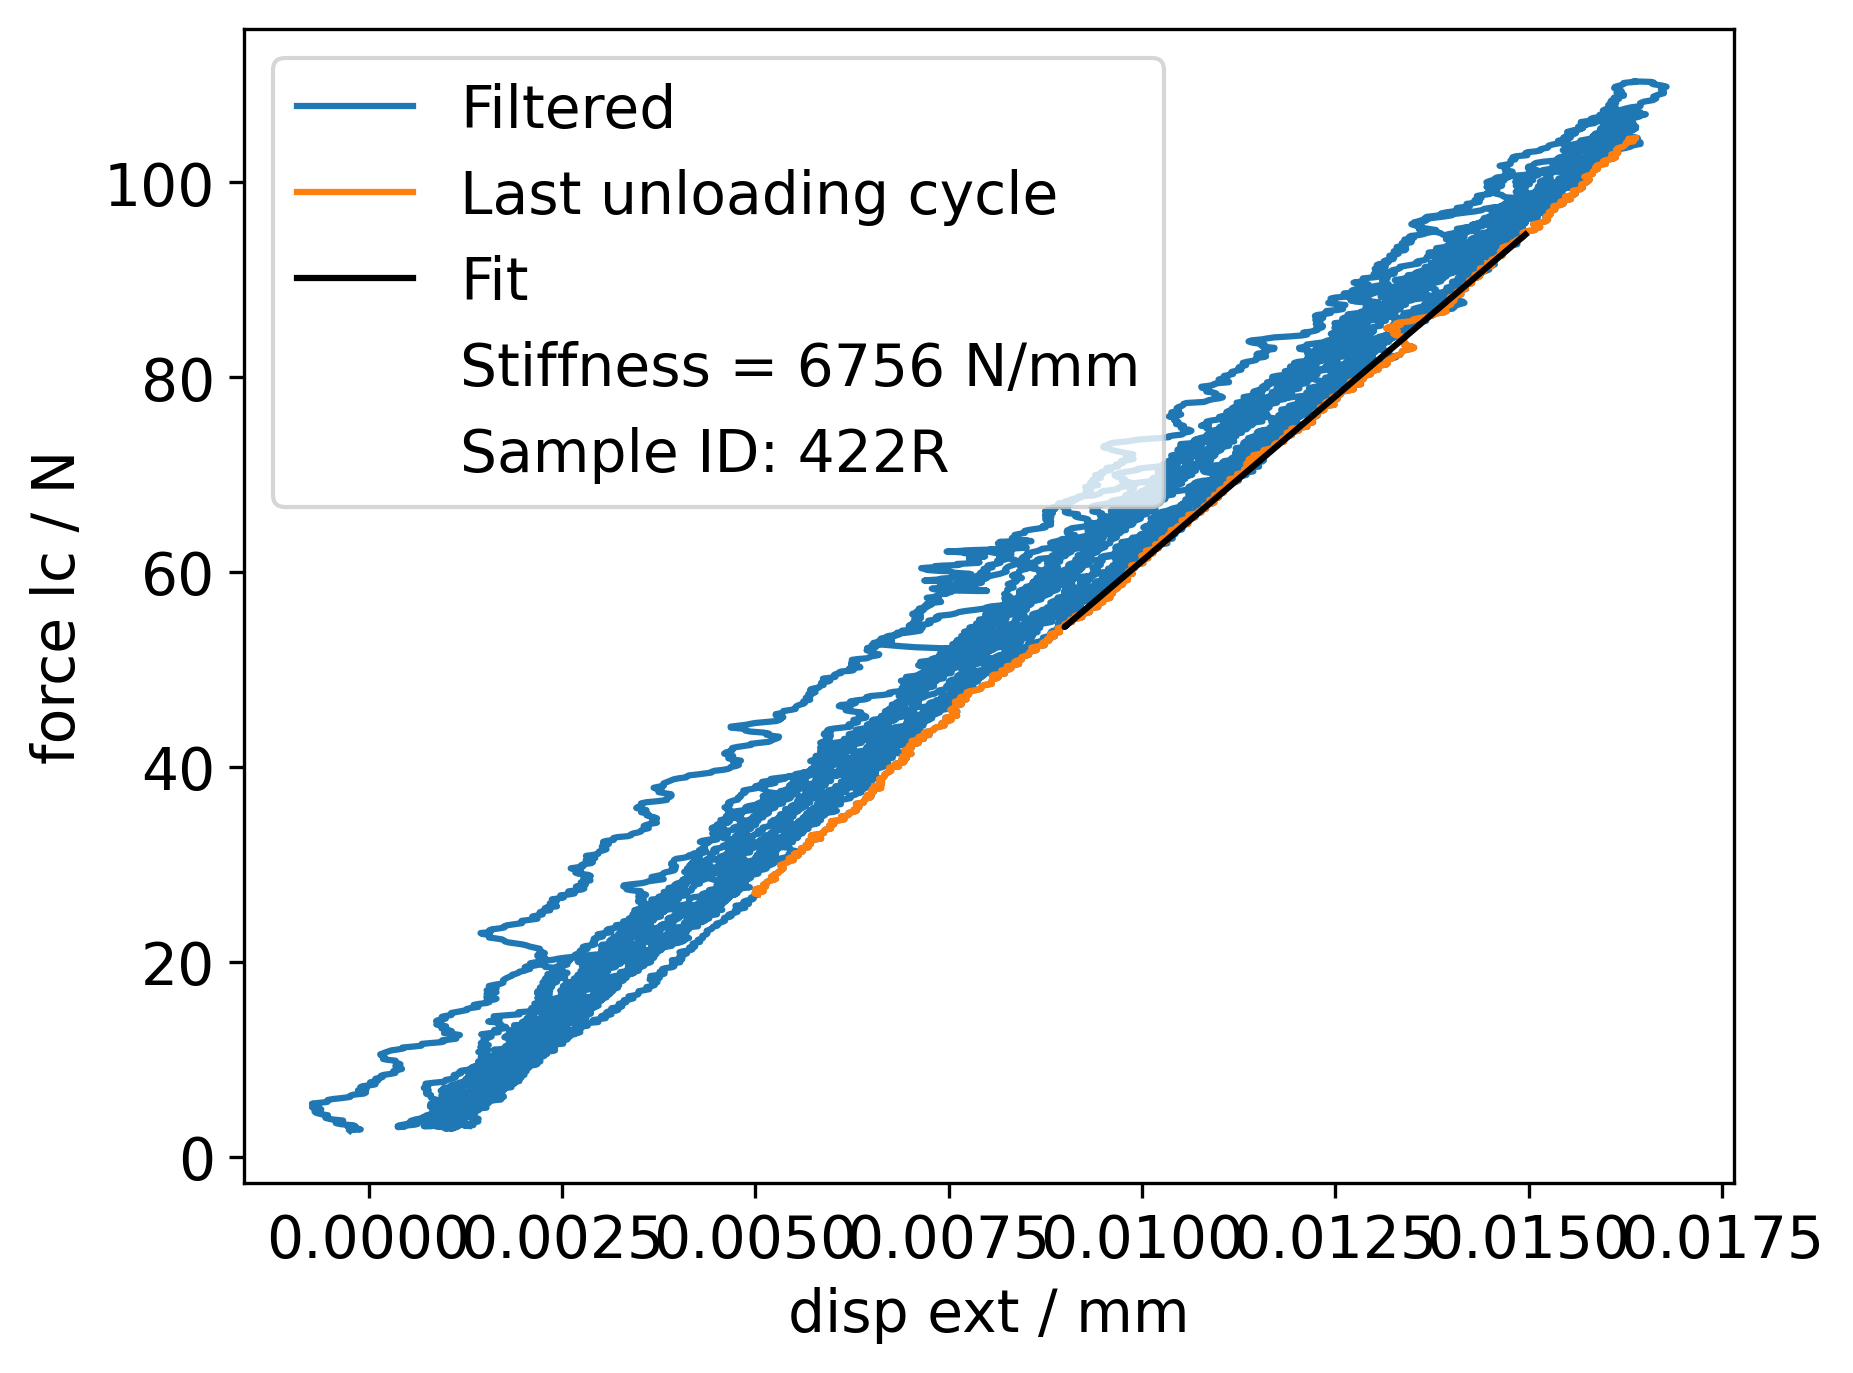 Filtered
Last unloading cycle
Fit
Stiffness = 6756 N/mm
Sample ID: 422R
force lc / N
100
80
60
40
20
0
0.0000 0.0025 0.0050 0.0075 0.0100 0.0125 0.0150 0.0175
disp ext / mm